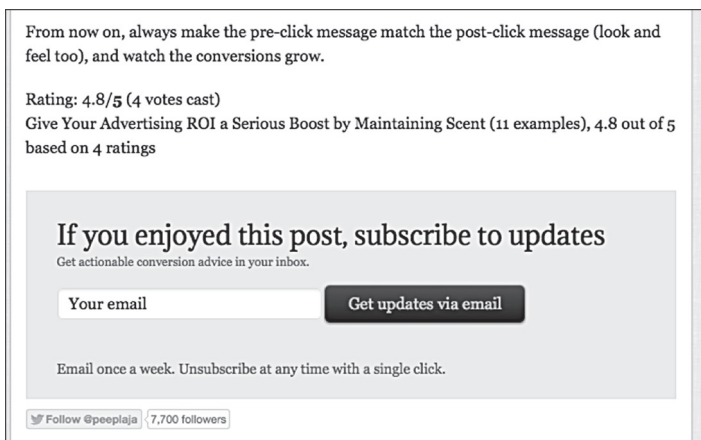 From now on, always make the pre-click message match the post-click message (look and
feel too), and watch the conversions grow.
Rating: 4.8/5 (4 votes cast)
Give Your Advertising ROI a Serious Boost by Maintaining Scent (11 examples), 4.8 out of 5
based on 4 ratings
If you enjoyed this post, subscribe to updates
Get actionable conversion advice in your inbox.
Your email
Get updates via email
Email once a week. Unsubscribe at any time with a single click.
Follow @peeplaja
7,700 followers